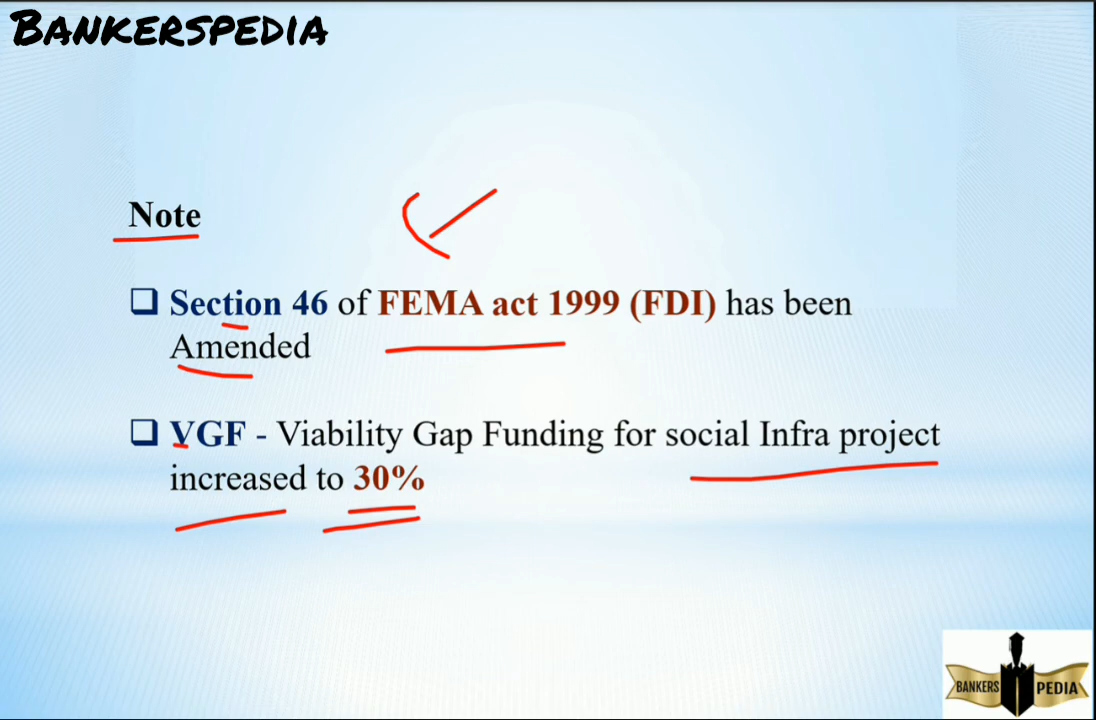 BANKERSPEDIA
Note
❑ Section 46 of FEMA act 1999 (FDI) has been
Amended
❑ VGF - Viability Gap Funding for social Infra project
increased to 30%
BANKERS PEDIA